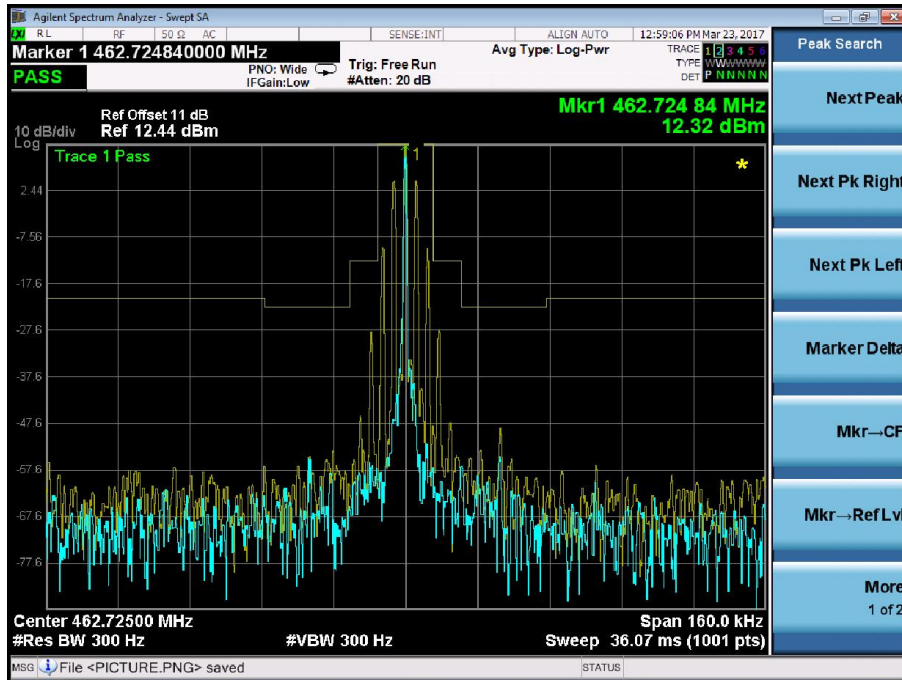 Agilent Spectrum Analyzer - Swept SA
RL RF 50 Ω AC SENSE:INT ALIGN AUTO 12:59:06 PM Mar 23, 2017
Marker 1 462.724840000 MHz
PASS
PNO: Wide
IFGain:Low
Trig: Free Run
#Atten: 20 dB
Avg Type: Log-Pwr
TRACE 1 2 3 4 5 6
TYPE WWWWWW
DET P N N N N N
Peak Search
Mkr1 462.724 84 MHz
12.32 dBm
Ref Offset 11 dB
Ref 12.44 dBm
10 dB/div
Log
Trace 1 Pass
1
*
2.44
-7.56
-17.6
-27.6
-37.6
-47.6
-57.6
-67.6
-77.6
Next Peak
Next Pk Right
Next Pk Left
Marker Delta
Mkr→CF
Mkr→Ref Lvl
More
1 of 2
Center 462.72500 MHz
Span 160.0 kHz
#Res BW 300 Hz
#VBW 300 Hz
Sweep 36.07 ms (1001 pts)
MSG File <PICTURE.PNG> saved
STATUS